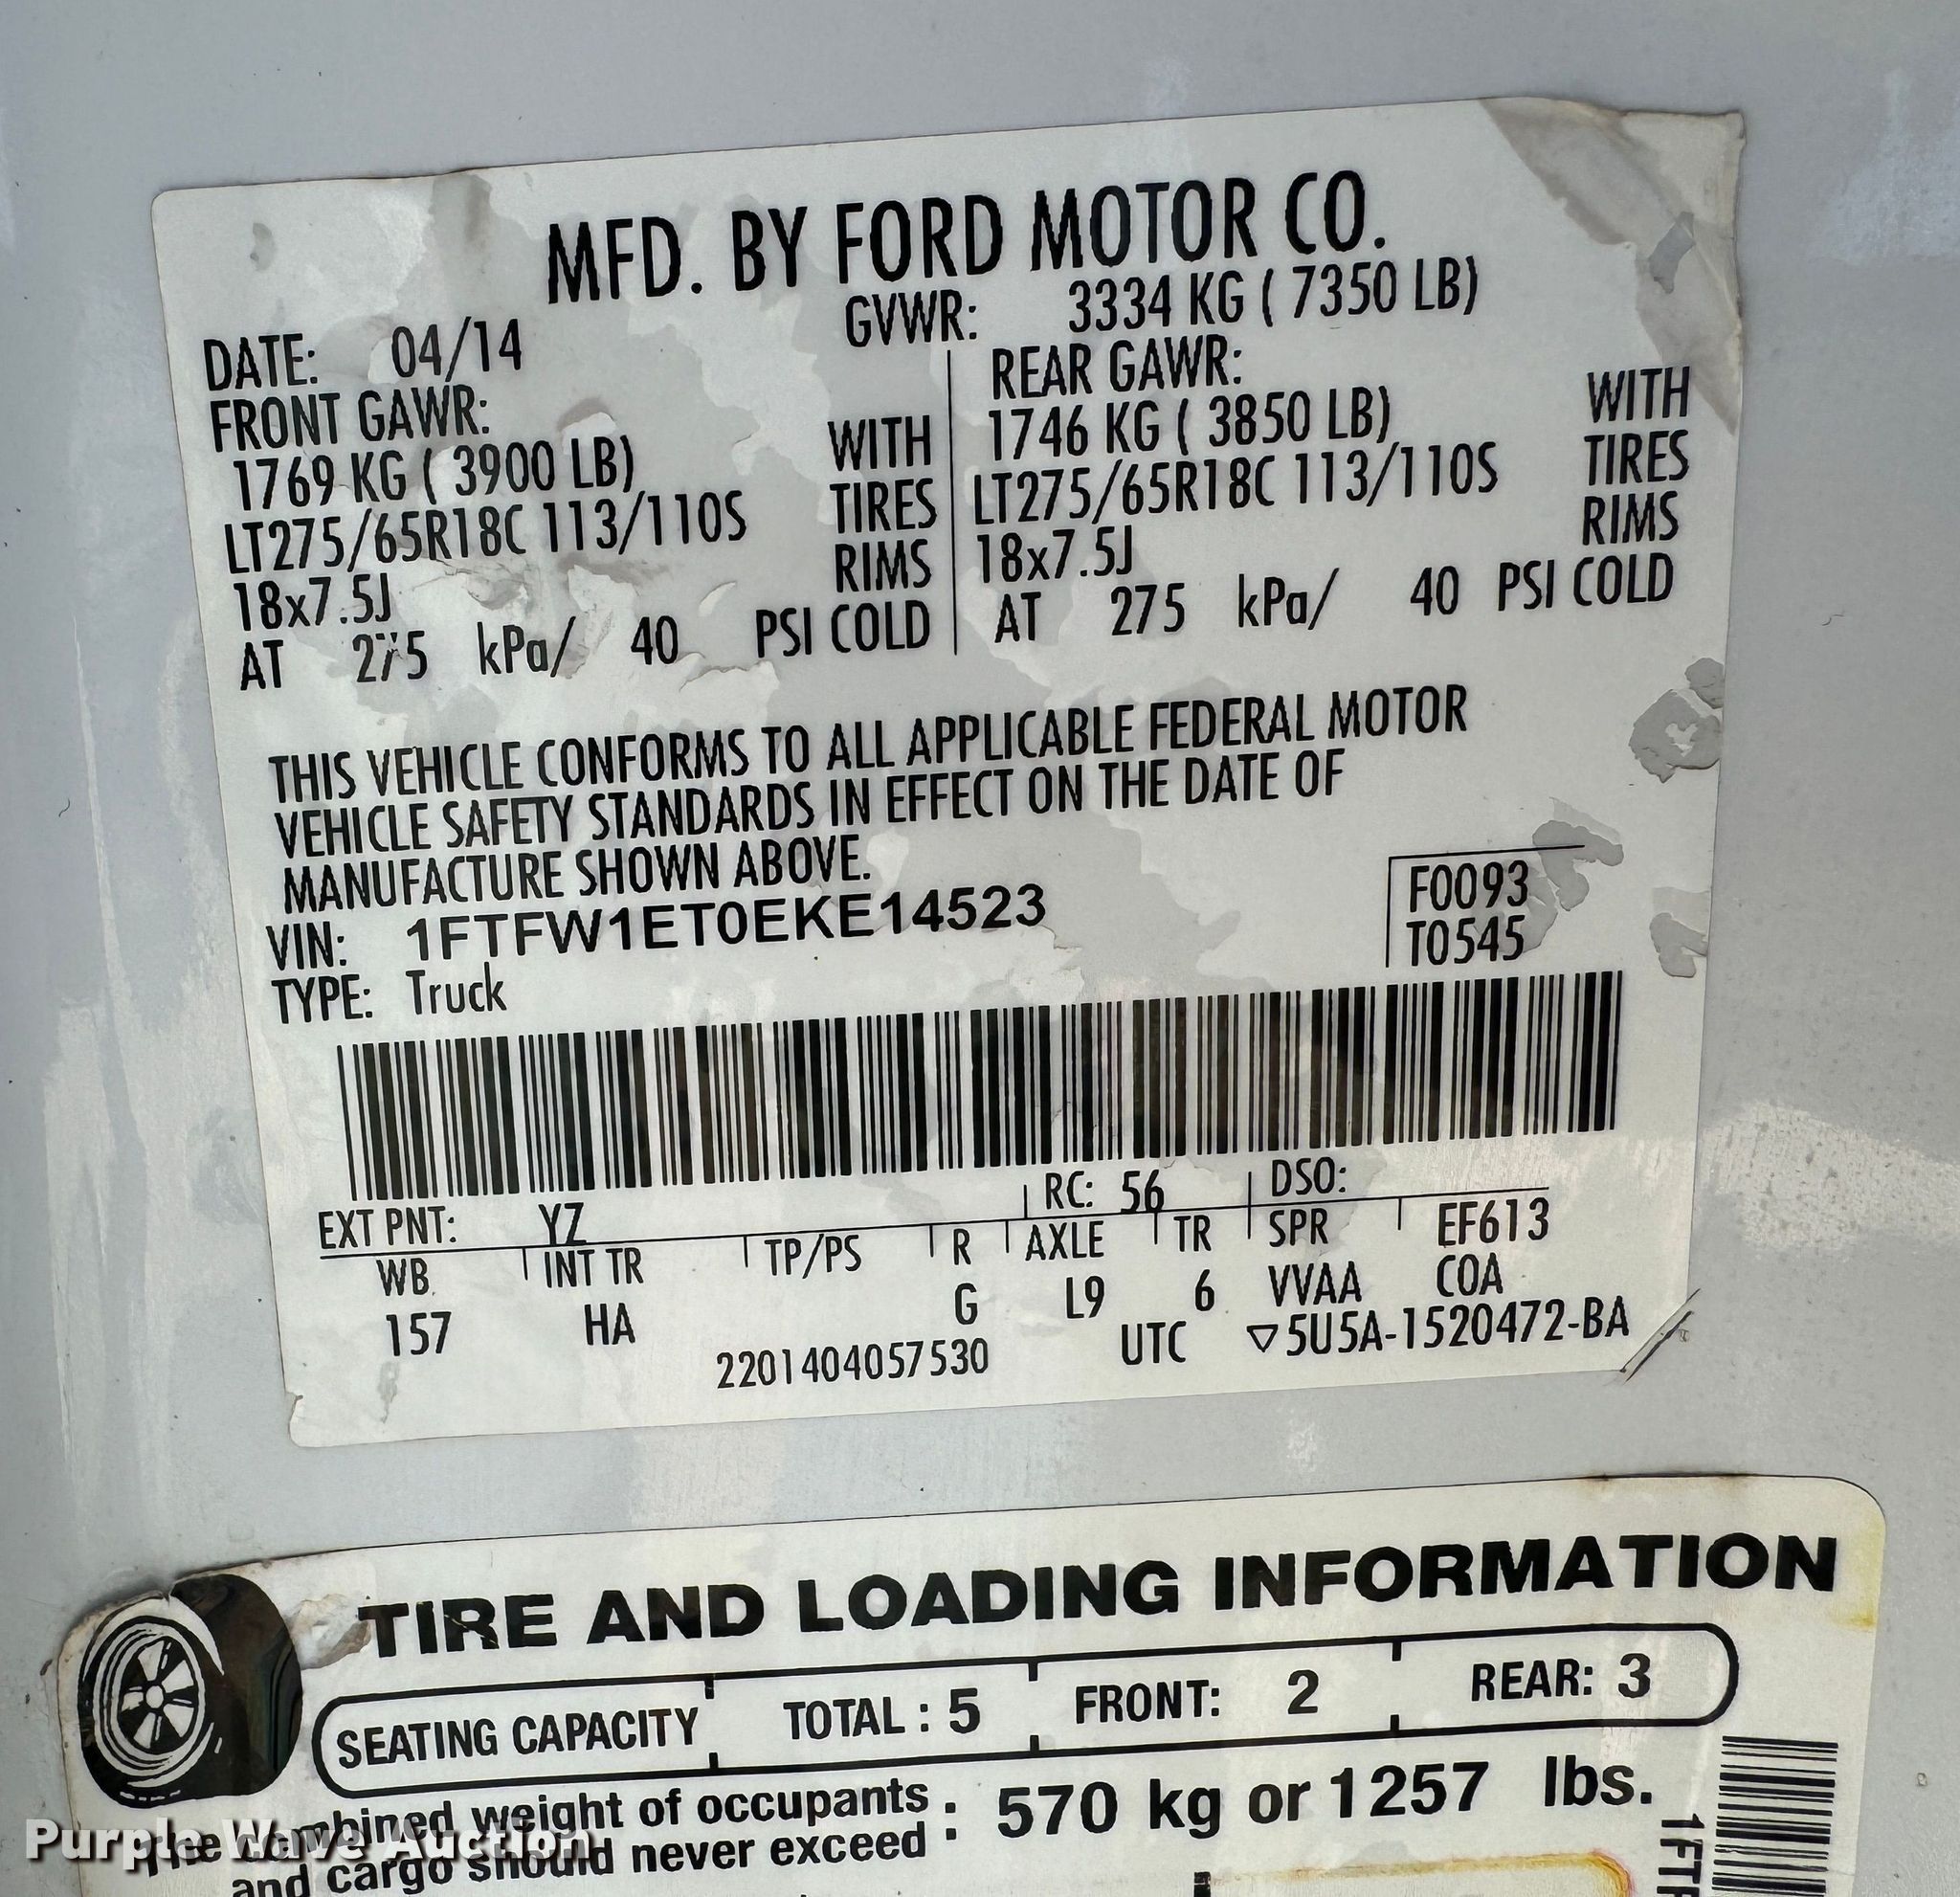 MFD. BY FORD MOTOR CO.
DATE: 04/14 GVWR: 3334 KG ( 7350 LB)
FRONT GAWR: REAR GAWR:
1769 KG ( 3900 LB) WITH 1746 KG ( 3850 LB) WITH
LT275/65R18C 113/110S TIRES LT275/65R18C 113/110S TIRES
18x7.5J RIMS 18x7.5J RIMS
AT 275 kPa/ 40 PSI COLD AT 275 kPa/ 40 PSI COLD
THIS VEHICLE CONFORMS TO ALL APPLICABLE FEDERAL MOTOR
VEHICLE SAFETY STANDARDS IN EFFECT ON THE DATE OF
MANUFACTURE SHOWN ABOVE.
VIN: 1FTFW1ET0EKE14523 F0093
TYPE: Truck T0545
EXT PNT: YZ RC: 56 DSO:
WB INT TR TP/PS R AXLE TR SPR EF613
157 HA G L9 6 VVAA COA
2201404057530 UTC ▽5U5A-1520472-BA
TIRE AND LOADING INFORMATION
SEATING CAPACITY TOTAL : 5 FRONT: 2 REAR: 3
The combined weight of occupants
and cargo should never exceed : 570 kg or 1257 lbs.
1FT
Purple Wave Auction